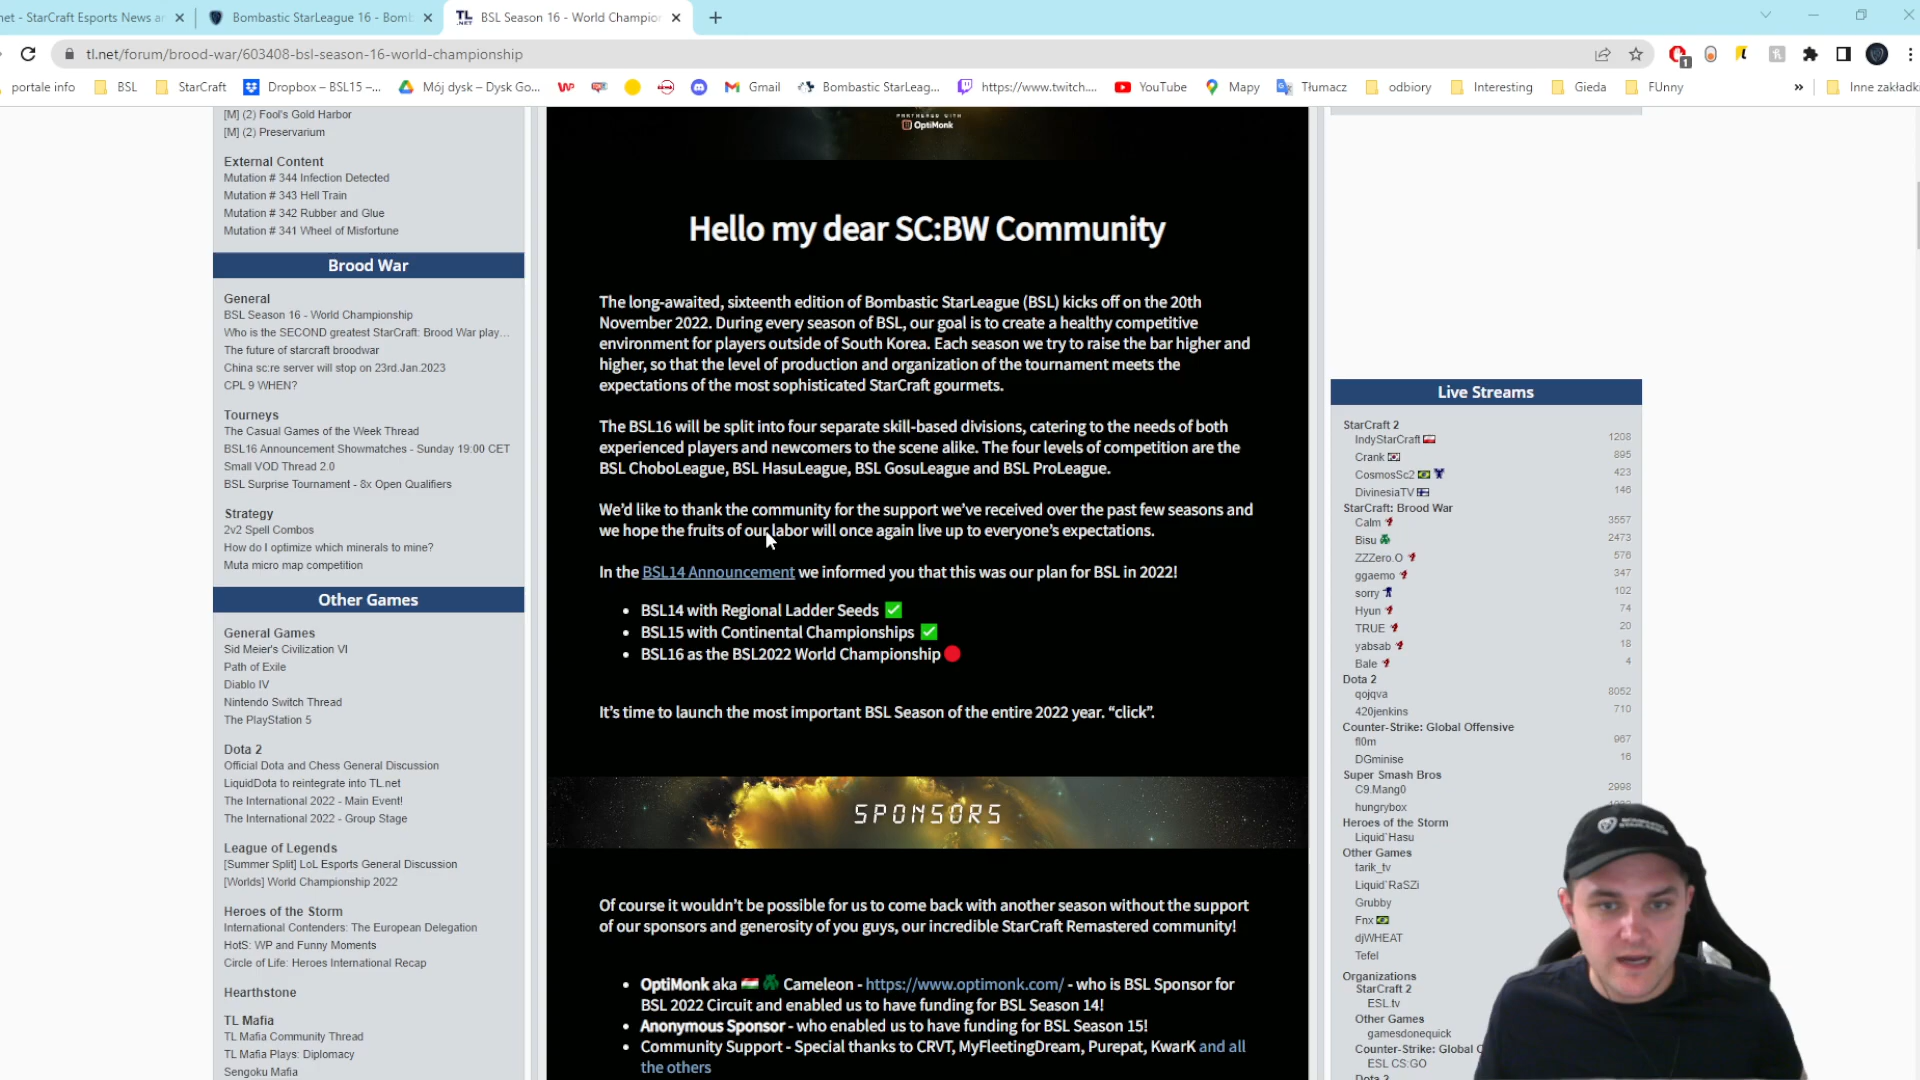 net - StarCraft Esports News ar
Bombastic StarLeague 16 - Bomb
TL .NET
BSL Season 16 - World Champion
tl.net/forum/brood-war/603408-bsl-season-16-world-championship
1
portale info
BSL
StarCraft
Dropbox – BSL15 –...
Mój dysk – Dysk Go...
Gmail
Bombastic StarLeag...
https://www.twitch....
YouTube
Mapy
Tłumacz
odbiory
Interesting
Gieda
FUnny
»
Inne zakładki
[M] (2) Fool's Gold Harbor
[M] (2) Preservarium
External Content
Mutation # 344 Infection Detected
Mutation # 343 Hell Train
Mutation # 342 Rubber and Glue
Mutation # 341 Wheel of Misfortune
Brood War
General
BSL Season 16 - World Championship
Who is the SECOND greatest StarCraft: Brood War play...
The future of starcraft broodwar
China sc:re server will stop on 23rd.Jan.2023
CPL 9 WHEN?
Tourneys
The Casual Games of the Week Thread
BSL16 Announcement Showmatches - Sunday 19:00 CET
Small VOD Thread 2.0
BSL Surprise Tournament - 8x Open Qualifiers
Strategy
2v2 Spell Combos
How do I optimize which minerals to mine?
Muta micro map competition
Other Games
General Games
Sid Meier's Civilization VI
Path of Exile
Diablo IV
Nintendo Switch Thread
The PlayStation 5
Dota 2
Official Dota and Chess General Discussion
LiquidDota to reintegrate into TL.net
The International 2022 - Main Event!
The International 2022 - Group Stage
League of Legends
[Summer Split] LoL Esports General Discussion
[Worlds] World Championship 2022
Heroes of the Storm
International Contenders: The European Delegation
HotS: WP and Funny Moments
Circle of Life: Heroes International Recap
Hearthstone
TL Mafia
TL Mafia Community Thread
TL Mafia Plays: Diplomacy
Sengoku Mafia
PARTNERED WITH
OptiMonk
Hello my dear SC:BW Community
The long-awaited, sixteenth edition of Bombastic StarLeague (BSL) kicks off on the 20th
November 2022. During every season of BSL, our goal is to create a healthy competitive
environment for players outside of South Korea. Each season we try to raise the bar higher and
higher, so that the level of production and organization of the tournament meets the
expectations of the most sophisticated StarCraft gourmets.
The BSL16 will be split into four separate skill-based divisions, catering to the needs of both
experienced players and newcomers to the scene alike. The four levels of competition are the
BSL ChoboLeague, BSL HasuLeague, BSL GosuLeague and BSL ProLeague.
We'd like to thank the community for the support we've received over the past few seasons and
we hope the fruits of our labor will once again live up to everyone's expectations.
In the BSL14 Announcement we informed you that this was our plan for BSL in 2022!
• BSL14 with Regional Ladder Seeds ✅
• BSL15 with Continental Championships ✅
• BSL16 as the BSL2022 World Championship 🔴
It's time to launch the most important BSL Season of the entire 2022 year. “click”.
SPONSORS
Of course it wouldn't be possible for us to come back with another season without the support
of our sponsors and generosity of you guys, our incredible StarCraft Remastered community!
• OptiMonk aka Cameleon - https://www.optimonk.com/ - who is BSL Sponsor for
BSL 2022 Circuit and enabled us to have funding for BSL Season 14!
• Anonymous Sponsor - who enabled us to have funding for BSL Season 15!
• Community Support - Special thanks to CRVT, MyFleetingDream, Purepat, KwarK and all
the others
Live Streams
StarCraft 2
IndyStarCraft 1208
Crank 895
CosmosSc2 423
DivinesiaTV 146
StarCraft: Brood War
Calm 3557
Bisu 2473
ZZZero.O 576
ggaemo 347
sorry 102
Hyun 74
TRUE 20
yabsab 18
Bale 4
Dota 2
qojqva 8052
420jenkins 710
Counter-Strike: Global Offensive
fl0m 967
DGminise 16
Super Smash Bros
C9.Mang0 2998
hungrybox
Heroes of the Storm
Liquid`Hasu
Other Games
tarik_tv
Liquid`RaSZi
Grubby
Fnx
djWHEAT
Tefel
Organizations
StarCraft 2
ESL.tv
Other Games
gamesdonequick
Counter-Strike: Global O
ESL CS:GO
Dota 2